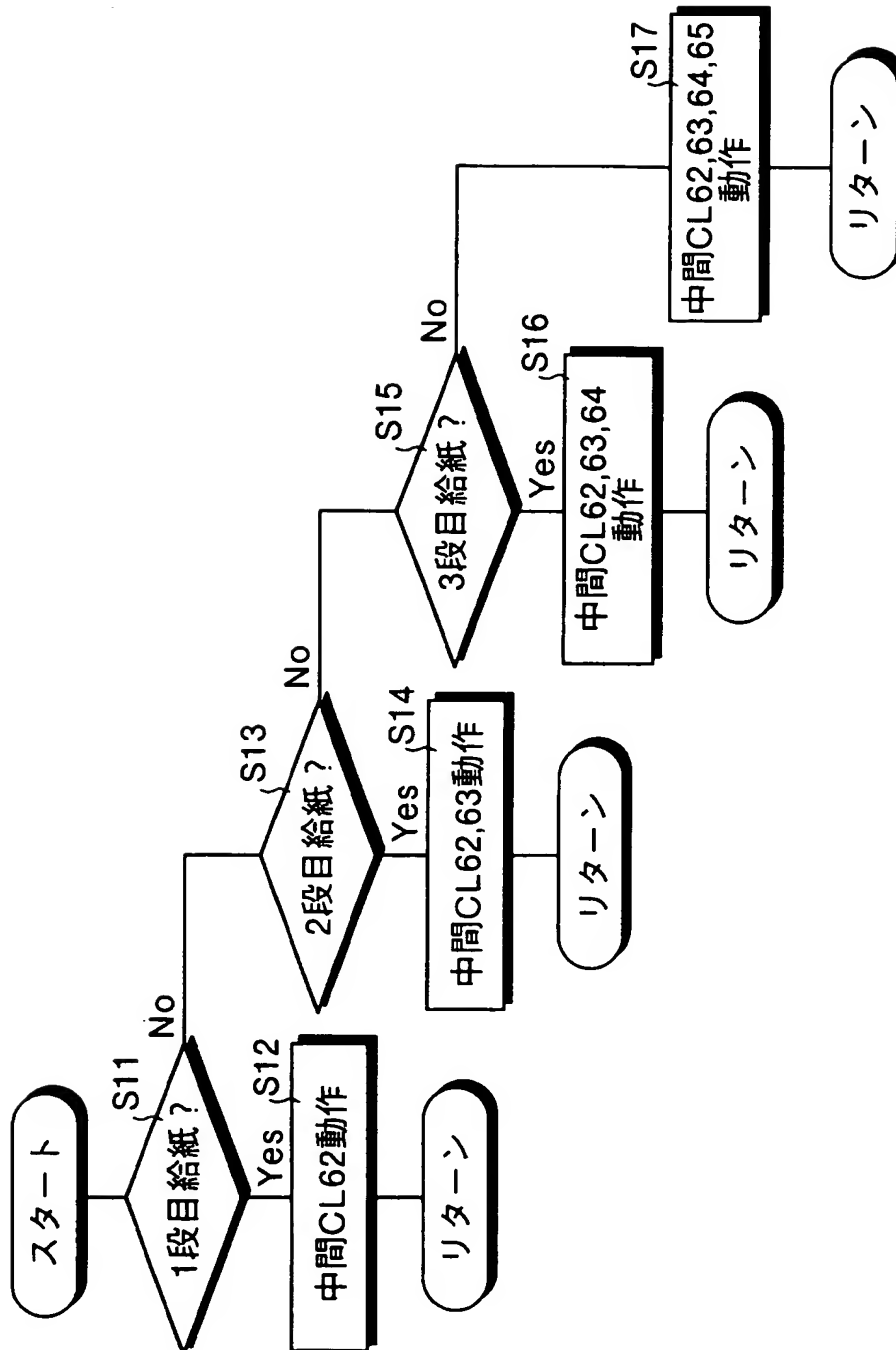 スタート
S11
1段目給紙?
No
Yes
S12
中間CL62動作
リターン
S13
2段目給紙?
No
Yes
S14
中間CL62,63動作
リターン
S15
3段目給紙?
No
Yes
S16
中間CL62,63,64
動作
リターン
S17
中間CL62,63,64,65
動作
リターン